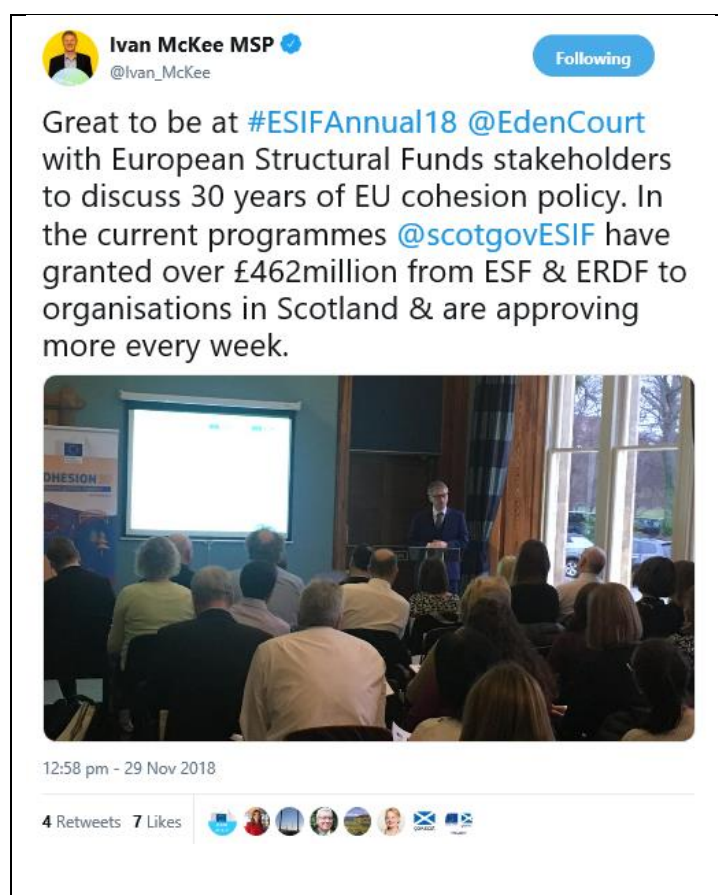 Ivan McKee MSP
@Ivan_McKee
Following
Great to be at #ESIFAnnual18 @EdenCourt
with European Structural Funds stakeholders
to discuss 30 years of EU cohesion policy. In
the current programmes @scotgovESIF have
granted over £462million from ESF & ERDF to
organisations in Scotland & are approving
more every week.
OHESION
12:58 pm - 29 Nov 2018
4 Retweets 7 Likes